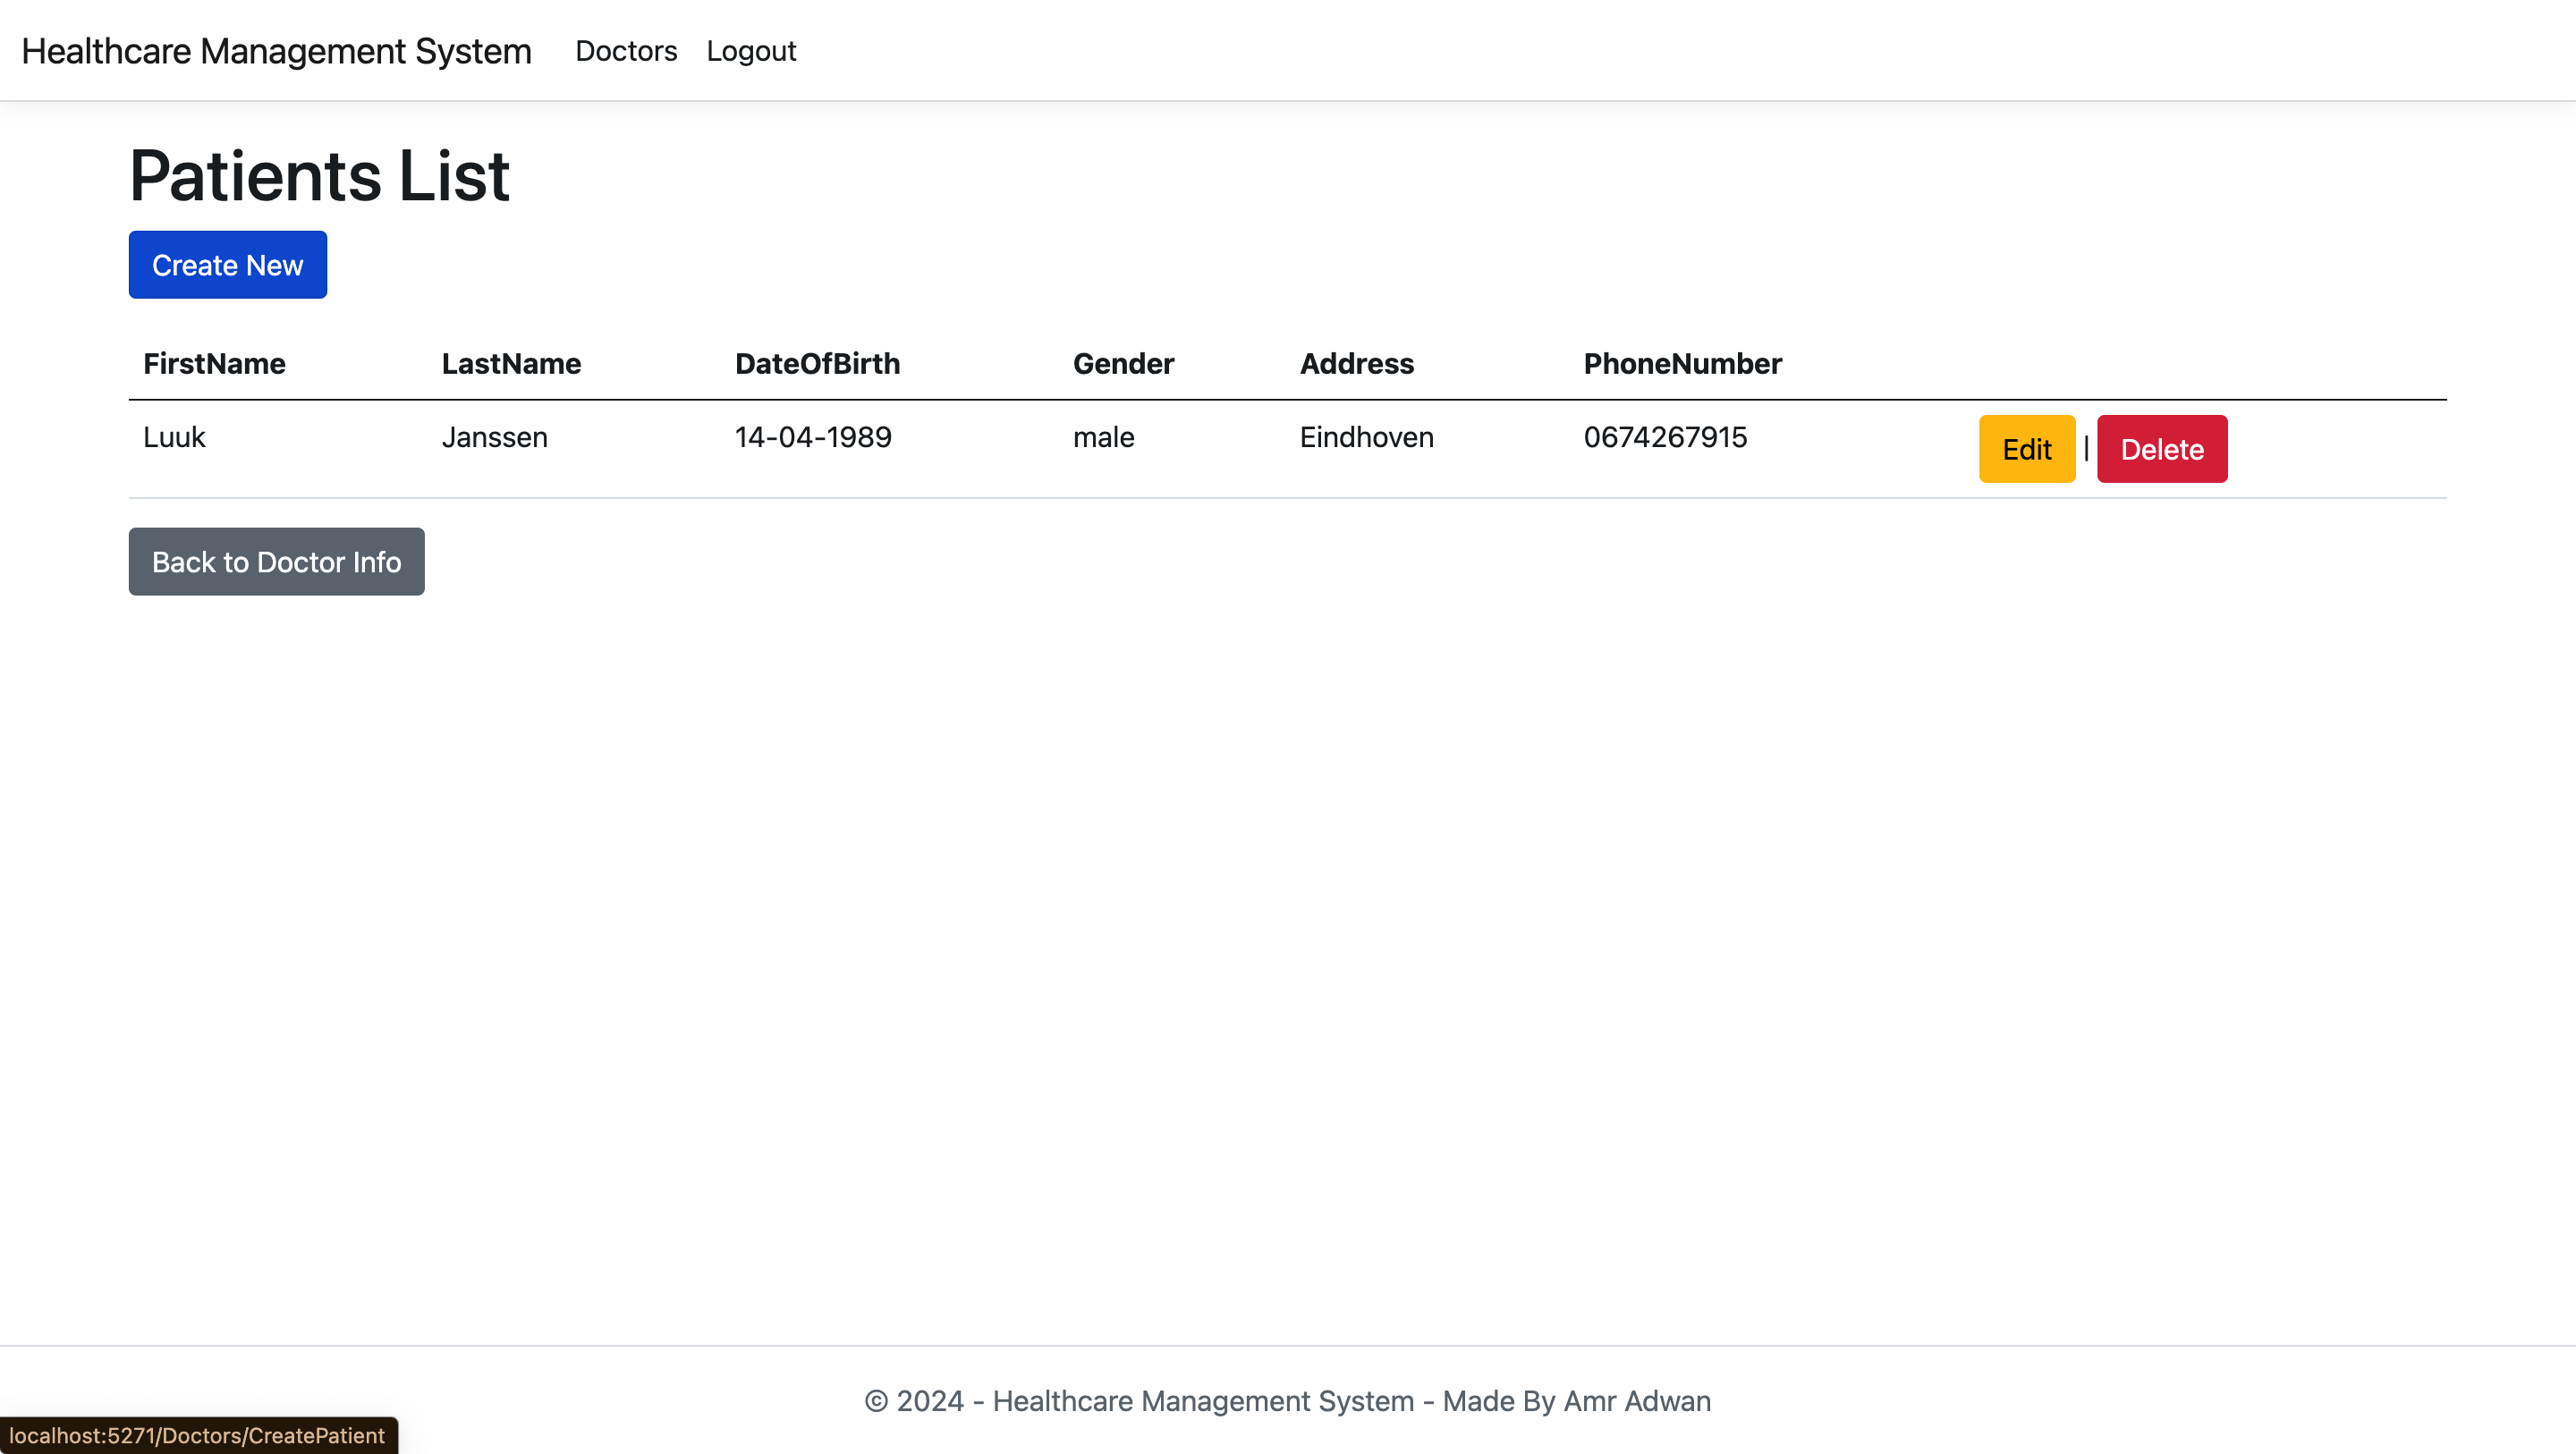 Healthcare Management System Doctors Logout
Patients List
Create New
FirstName LastName DateOfBirth Gender Address PhoneNumber
Luuk Janssen 14-04-1989 male Eindhoven 0674267915 Edit | Delete
Back to Doctor Info
© 2024 - Healthcare Management System - Made By Amr Adwan
localhost:5271/Doctors/CreatePatient